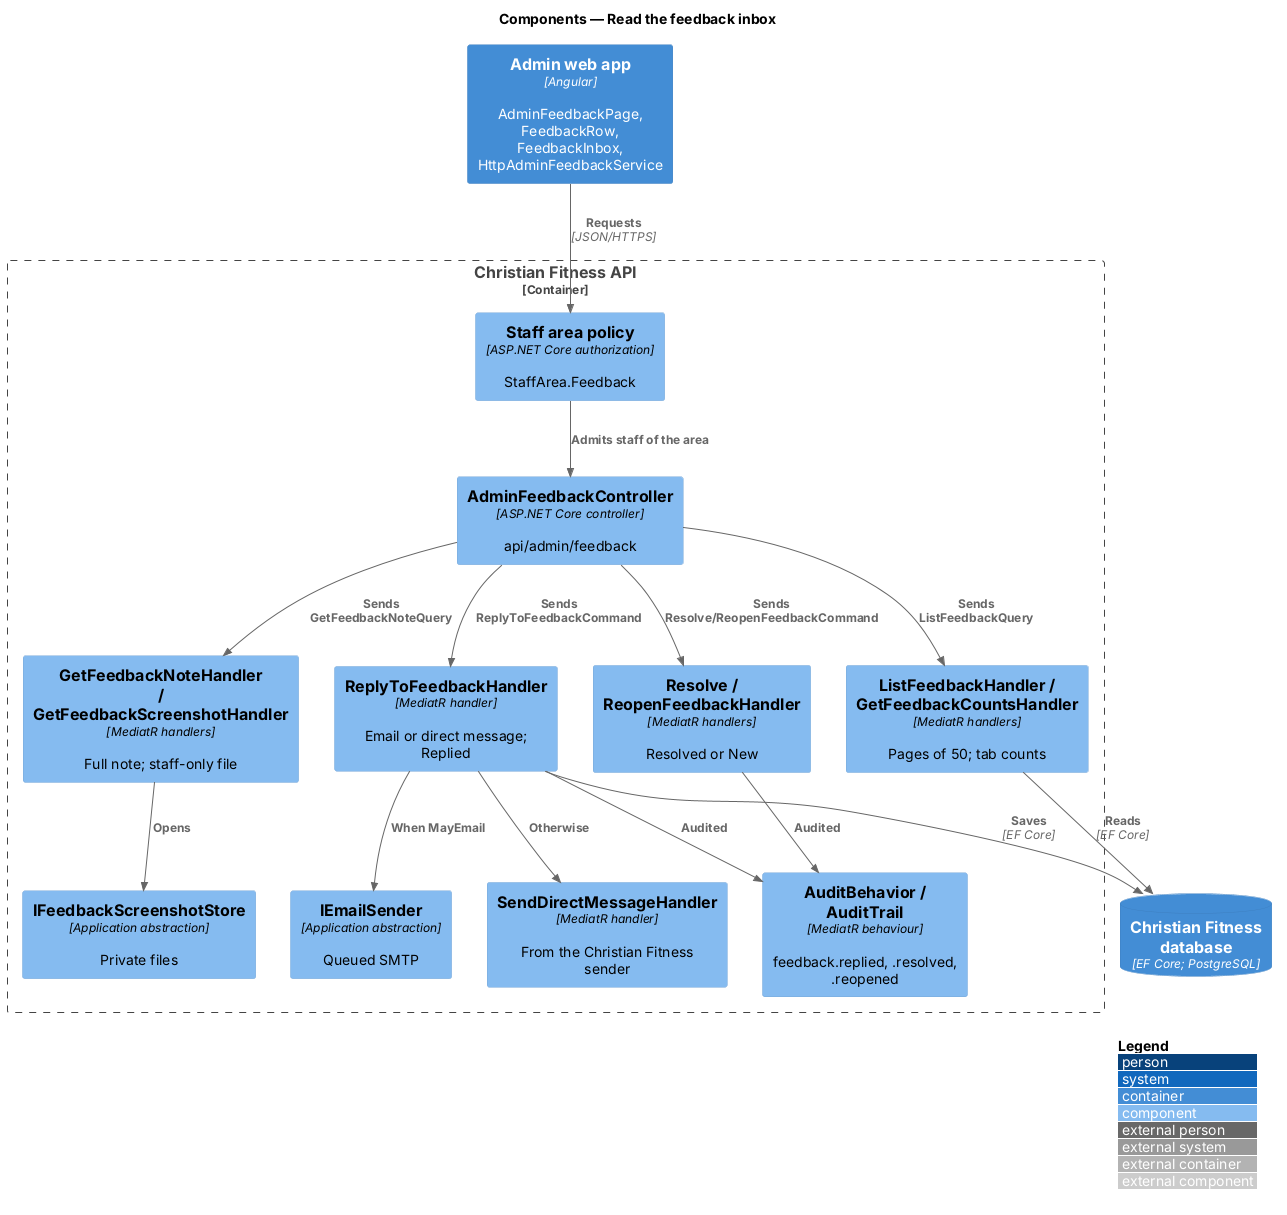 Components — Read the feedback inbox
Admin web app
[Angular]
AdminFeedbackPage,
FeedbackRow,
FeedbackInbox,
HttpAdminFeedbackService
Requests
[JSON/HTTPS]
Christian Fitness API
[Container]
Staff area policy
[ASP.NET Core authorization]
StaffArea.Feedback
Admits staff of the area
AdminFeedbackController
[ASP.NET Core controller]
api/admin/feedback
Sends
GetFeedbackNoteQuery
Sends
ReplyToFeedbackCommand
Sends
Resolve/ReopenFeedbackCommand
Sends
ListFeedbackQuery
GetFeedbackNoteHandler
/
GetFeedbackScreenshotHandler
[MediatR handlers]
Full note; staff-only file
ReplyToFeedbackHandler
[MediatR handler]
Email or direct message;
Replied
Resolve /
ReopenFeedbackHandler
[MediatR handlers]
Resolved or New
ListFeedbackHandler /
GetFeedbackCountsHandler
[MediatR handlers]
Pages of 50; tab counts
Opens
When MayEmail
Otherwise
Audited
Audited
Saves
[EF Core]
Reads
[EF Core]
IFeedbackScreenshotStore
[Application abstraction]
Private files
IEmailSender
[Application abstraction]
Queued SMTP
SendDirectMessageHandler
[MediatR handler]
From the Christian Fitness
sender
AuditBehavior /
AuditTrail
[MediatR behaviour]
feedback.replied, .resolved,
.reopened
Christian Fitness
database
[EF Core; PostgreSQL]
Legend
person
system
container
component
external person
external system
external container
external component